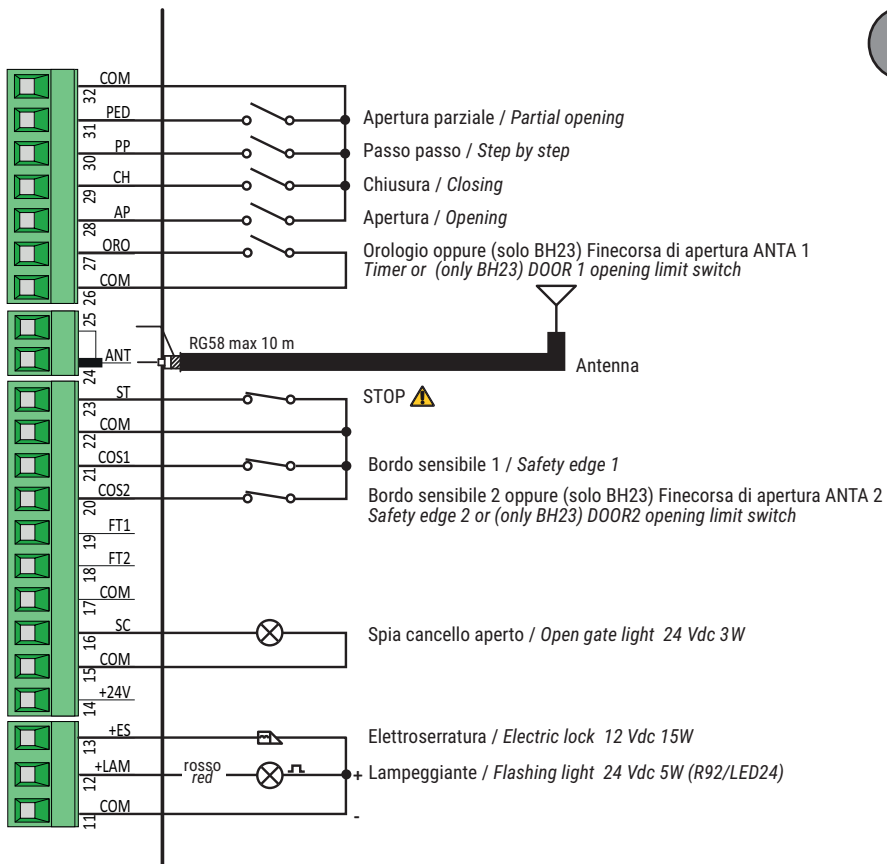 COM
32
PED
31
Apertura parziale / Partial opening
PP
30
Passo passo / Step by step
CH
29
Chiusura / Closing
AP
28
Apertura / Opening
ORO
27
Orologio oppure (solo BH23) Finecorsa di apertura ANTA 1
Timer or (only BH23) DOOR 1 opening limit switch
COM
26
25
RG58 max 10 m
ANT
24
Antenna
ST
23
STOP
COM
22
COS1
21
Bordo sensibile 1 / Safety edge 1
COS2
20
Bordo sensibile 2 oppure (solo BH23) Finecorsa di apertura ANTA 2
Safety edge 2 or (only BH23) DOOR2 opening limit switch
FT1
19
FT2
18
COM
17
SC
16
Spia cancello aperto / Open gate light 24 Vdc 3W
COM
15
+24V
14
+ES
13
Elettroserratura / Electric lock 12 Vdc 15W
+LAM
12
rosso
red
+ Lampeggiante / Flashing light 24 Vdc 5W (R92/LED24)
COM
11
-